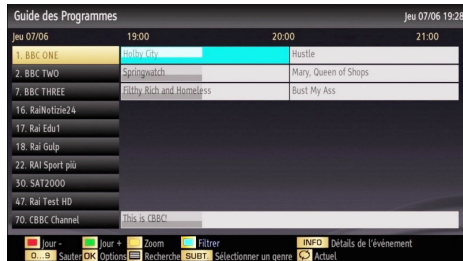 Guide des Programmes Jeu 07/06 19:28
Jeu 07/06 19:00 20:00 21:00
1. BBC ONE Holby City Hustle
2. BBC TWO Springwatch Mary, Queen of Shops
7. BBC THREE Filthy Rich and Homeless Bust My Ass
16. RaiNotizie24
17. Rai Edu1
18. Rai Gulp
22. RAI Sport più
30. SAT2000
47. Rai Test HD
70. CBBC Channel This is CBBC!
Jour - Jour + Zoom Filtrer INFO Détails de l'événement
0...9 Sauter OK Options Recherche SUBT. Sélectionner un genre Actuel